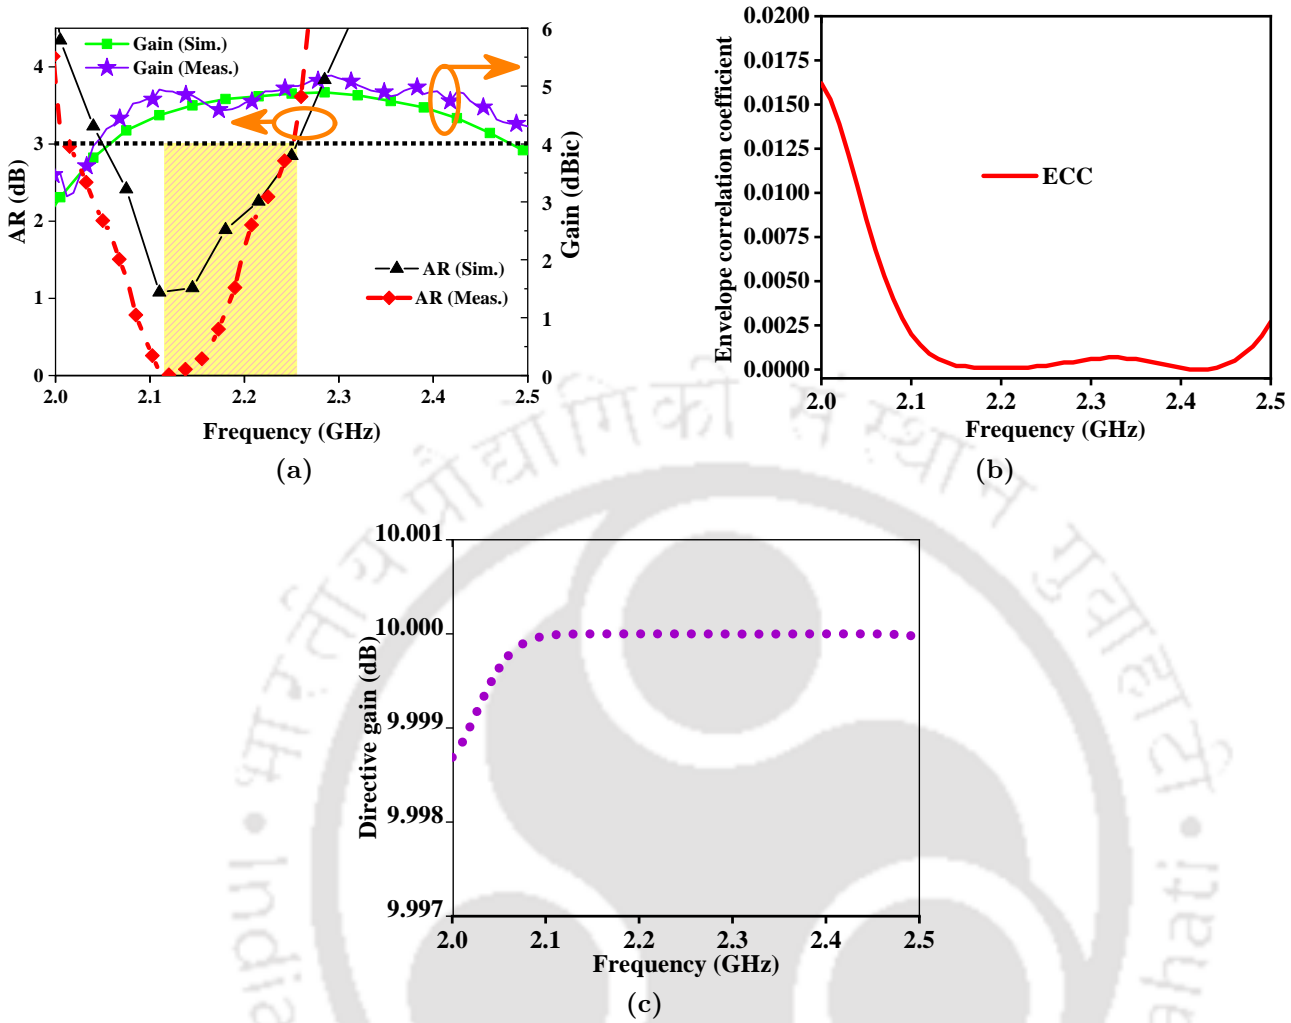 Gain (Sim.)
Gain (Meas.)
AR (Sim.)
AR (Meas.)
AR (dB)
0
1
2
3
4
Gain (dBic)
0
1
2
3
4
5
6
2.0 2.1 2.2 2.3 2.4 2.5
Frequency (GHz)
(a)
Envelope correlation coefficient
0.0200
0.0175
0.0150
0.0125
0.0100
0.0075
0.0050
0.0025
0.0000
ECC
2.0 2.1 2.2 2.3 2.4 2.5
Frequency (GHz)
(b)
Directive gain (dB)
10.001
10.000
9.999
9.998
9.997
2.0 2.1 2.2 2.3 2.4 2.5
Frequency (GHz)
(c)
भारतीय प्रौद्योगिकी संस्थान गुवाहाटी